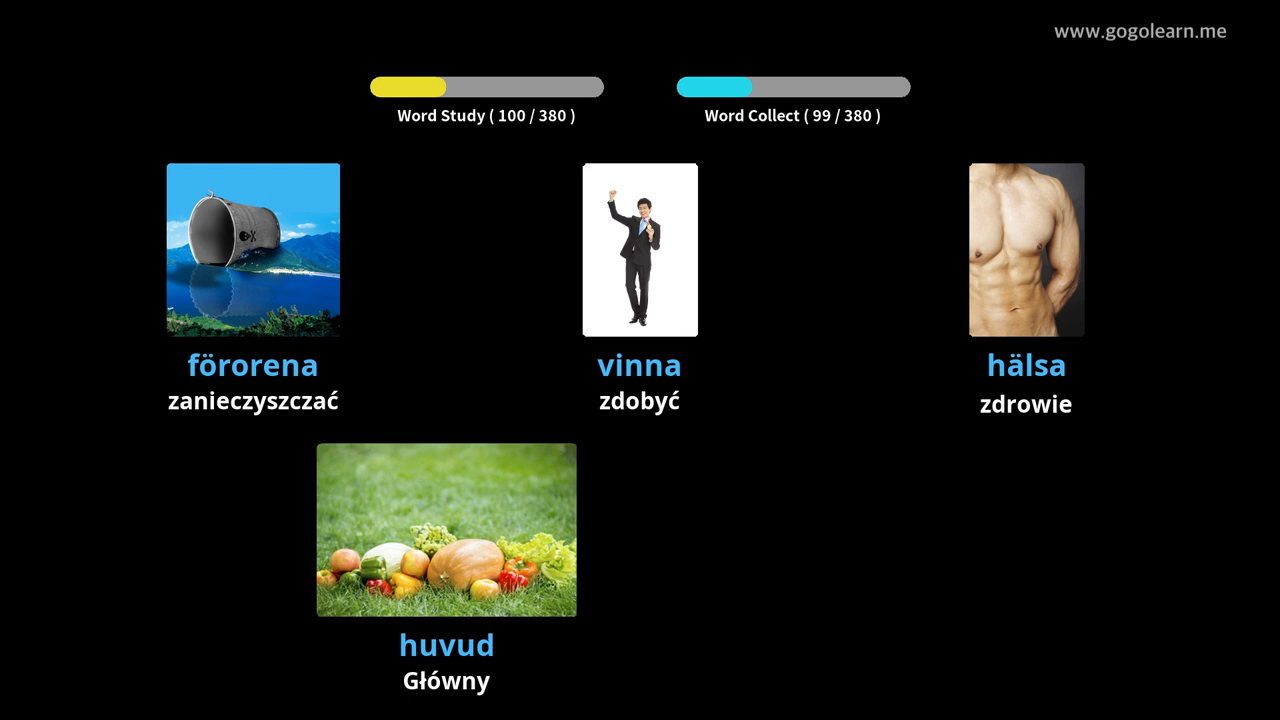 www.gogolearn.me
Word Study ( 100 / 380 )
Word Collect ( 99 / 380 )
förorena
zanieczyszczać
vinna
zdobyć
hälsa
zdrowie
huvud
Główny